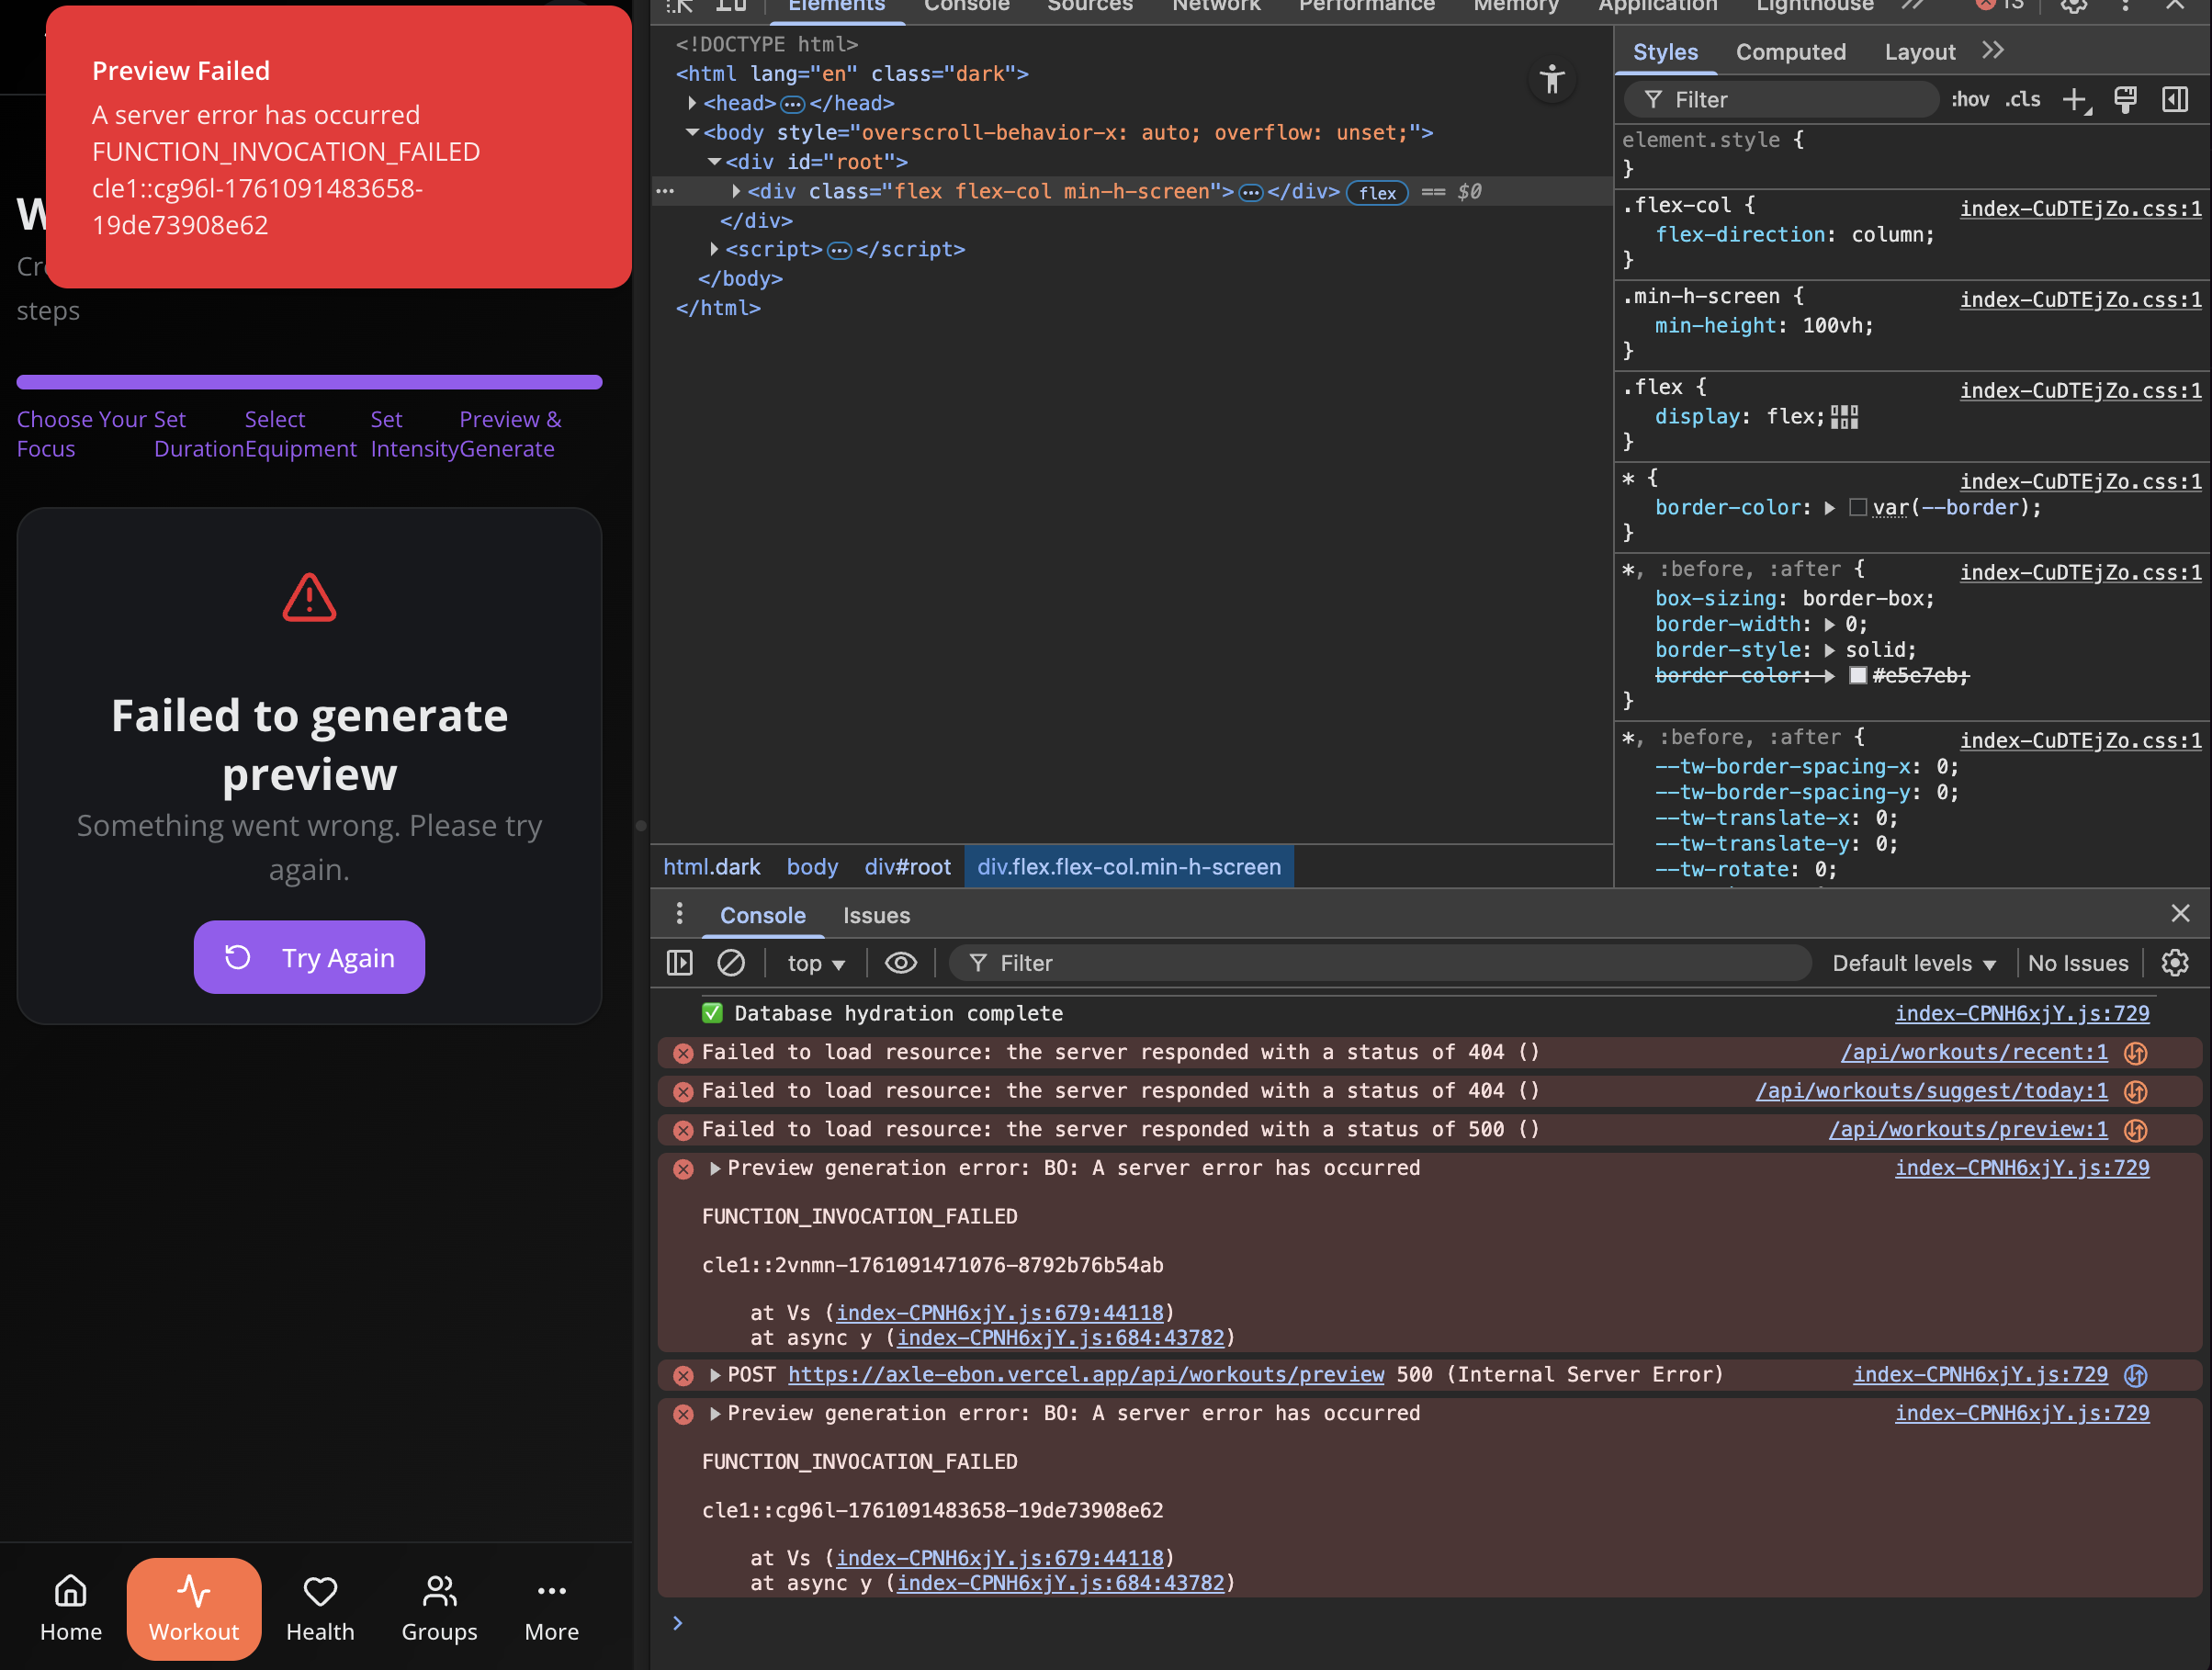 Preview Failed
A server error has occurred
FUNCTION_INVOCATION_FAILED
cle1::cg96l-1761091483658-
19de73908e62
W
Cre
steps
Choose Your
Focus
Set
Duration
Select
Equipment
Set
Intensity
Preview &
Generate
Failed to generate
preview
Something went wrong. Please try
again.
Try Again
Home
Workout
Health
Groups
More
Elements
Console
Sources
Network
Performance
Memory
Application
Lighthouse
13
<!DOCTYPE html>
<html lang="en" class="dark">
<head>…</head>
<body style="overscroll-behavior-x: auto; overflow: unset;">
<div id="root">
<div class="flex flex-col min-h-screen">…</div> flex == $0
</div>
<script>…</script>
</body>
</html>
html.dark body div#root div.flex.flex-col.min-h-screen
Styles
Computed
Layout
Filter
:hov .cls
element.style {
}
.flex-col { index-CuDTEjZo.css:1
flex-direction: column;
}
.min-h-screen { index-CuDTEjZo.css:1
min-height: 100vh;
}
.flex { index-CuDTEjZo.css:1
display: flex;
}
* { index-CuDTEjZo.css:1
border-color: var(--border);
}
*, :before, :after { index-CuDTEjZo.css:1
box-sizing: border-box;
border-width: 0;
border-style: solid;
border-color: #e5e7eb;
}
*, :before, :after { index-CuDTEjZo.css:1
--tw-border-spacing-x: 0;
--tw-border-spacing-y: 0;
--tw-translate-x: 0;
--tw-translate-y: 0;
--tw-rotate: 0;
Console
Issues
top
Filter
Default levels
No Issues
✅ Database hydration complete index-CPNH6xjY.js:729
Failed to load resource: the server responded with a status of 404 () /api/workouts/recent:1
Failed to load resource: the server responded with a status of 404 () /api/workouts/suggest/today:1
Failed to load resource: the server responded with a status of 500 () /api/workouts/preview:1
Preview generation error: BO: A server error has occurred index-CPNH6xjY.js:729
FUNCTION_INVOCATION_FAILED
cle1::2vnmn-1761091471076-8792b76b54ab
at Vs (index-CPNH6xjY.js:679:44118)
at async y (index-CPNH6xjY.js:684:43782)
POST https://axle-ebon.vercel.app/api/workouts/preview 500 (Internal Server Error) index-CPNH6xjY.js:729
Preview generation error: BO: A server error has occurred index-CPNH6xjY.js:729
FUNCTION_INVOCATION_FAILED
cle1::cg96l-1761091483658-19de73908e62
at Vs (index-CPNH6xjY.js:679:44118)
at async y (index-CPNH6xjY.js:684:43782)